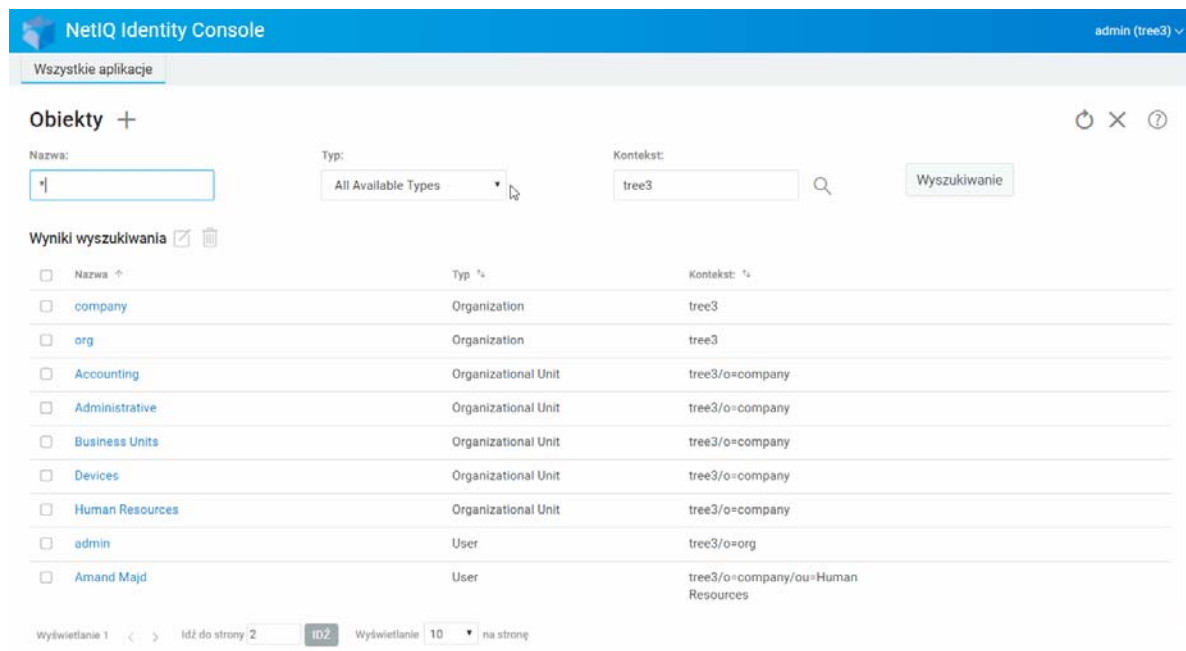 NetIQ Identity Console
admin (tree3)
Wszystkie aplikacje
Obiekty
Nazwa:
Typ:
Kontekst:
*
All Available Types
tree3
Wyszukiwanie
Wyniki wyszukiwania
Nazwa Typ Kontekst:
company Organization tree3
org Organization tree3
Accounting Organizational Unit tree3/o=company
Administrative Organizational Unit tree3/o=company
Business Units Organizational Unit tree3/o=company
Devices Organizational Unit tree3/o=company
Human Resources Organizational Unit tree3/o=company
admin User tree3/o=org
Amand Majd User tree3/o=company/ou=Human
Resources
Wyświetlanie 1 Idź do strony 2 IDŹ Wyświetlanie 10 na stronę